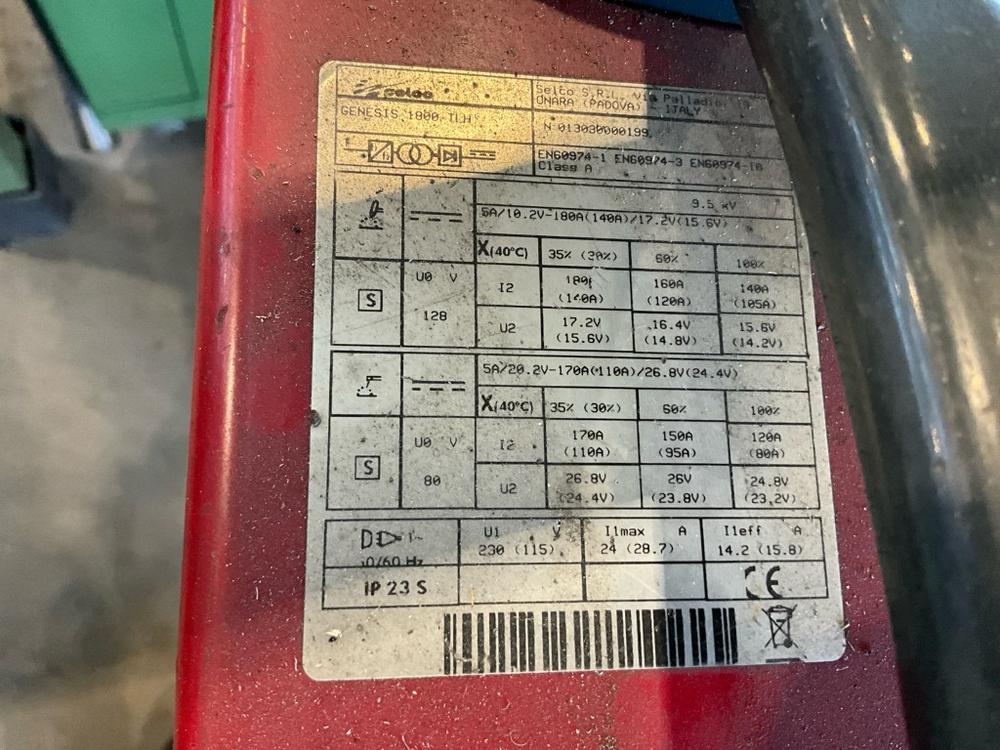 selco
Selco S.R.L. via Palladio, 19
ONARA (PADOVA) - ITALY
GENESIS 1800 TLH
N 013030000199
EN60974-1 EN60974-3 EN60974-10
Class A
9.5 kV
5A/10.2V-180A(140A)/17.2V(15.6V)
X(40°C) 35% (30%) 60% 100%
S
U0 V
128
I2 180A 160A 140A
(140A) (120A) (105A)
U2 17.2V 16.4V 15.6V
(15.6V) (14.8V) (14.2V)
5A/20.2V-170A(110A)/26.8V(24.4V)
X(40°C) 35% (30%) 60% 100%
S
U0 V
80
I2 170A 150A 120A
(110A) (95A) (80A)
U2 26.8V 26V 24.8V
(24.4V) (23.8V) (23.2V)
1~
50/60 Hz
U1 V
230 (115)
I1max A
24 (28.7)
I1eff A
14.2 (15.8)
IP 23 S
CE